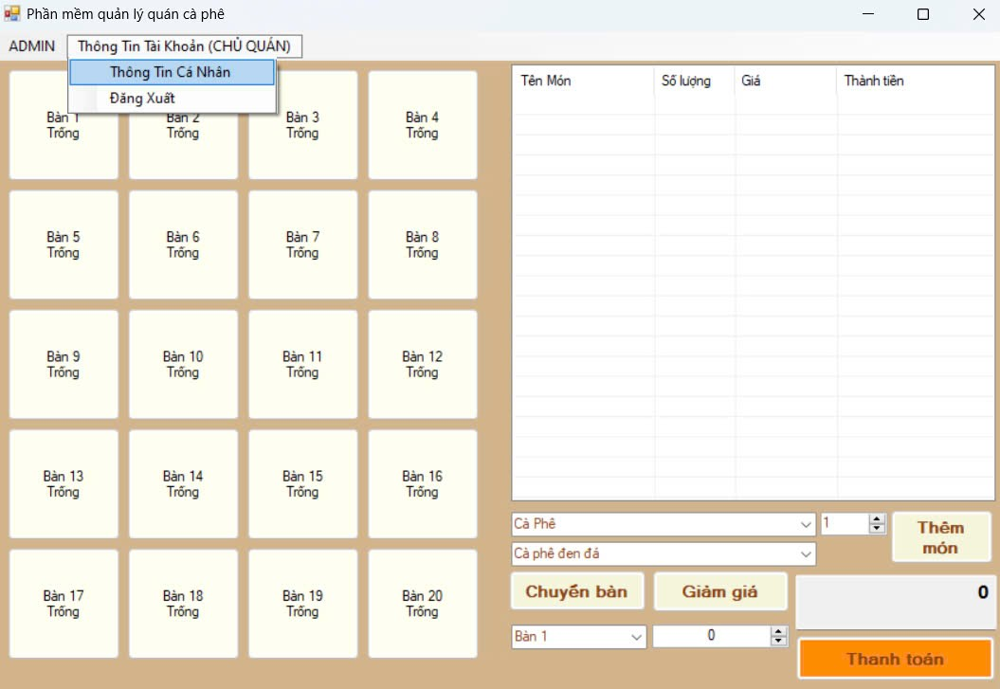 Phần mềm quản lý quán cà phê
ADMIN Thông Tin Tài Khoản (CHỦ QUÁN)
Thông Tin Cá Nhân
Đăng Xuất
Bàn 1
Trống
Bàn 2
Trống
Bàn 3
Trống
Bàn 4
Trống
Bàn 5
Trống
Bàn 6
Trống
Bàn 7
Trống
Bàn 8
Trống
Bàn 9
Trống
Bàn 10
Trống
Bàn 11
Trống
Bàn 12
Trống
Bàn 13
Trống
Bàn 14
Trống
Bàn 15
Trống
Bàn 16
Trống
Bàn 17
Trống
Bàn 18
Trống
Bàn 19
Trống
Bàn 20
Trống
Tên Món Số lượng Giá Thành tiền
Cà Phê
1
Thêm
món
Cà phê đen đá
Chuyển bàn
Giảm giá
0
Bàn 1
0
Thanh toán